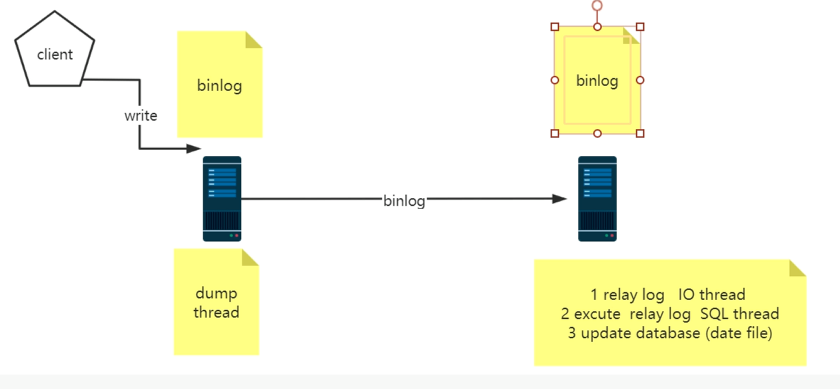 client
write
binlog
binlog
binlog
dump
thread
1 relay log IO thread
2 excute relay log SQL thread
3 update database (date file)